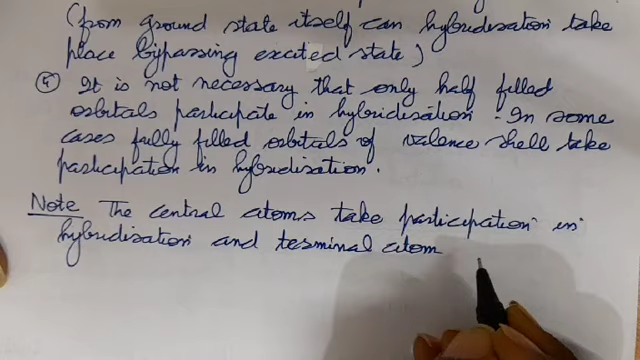 (from ground state itself can hybridisation take
place bypassing excited state)
④ It is not necessary that only half filled
orbitals participate in hybridisation. In some
cases fully filled orbitals of valence shell take
participation in hybridisation.
Note The central atoms take participation in
hybridisation and terminal atom